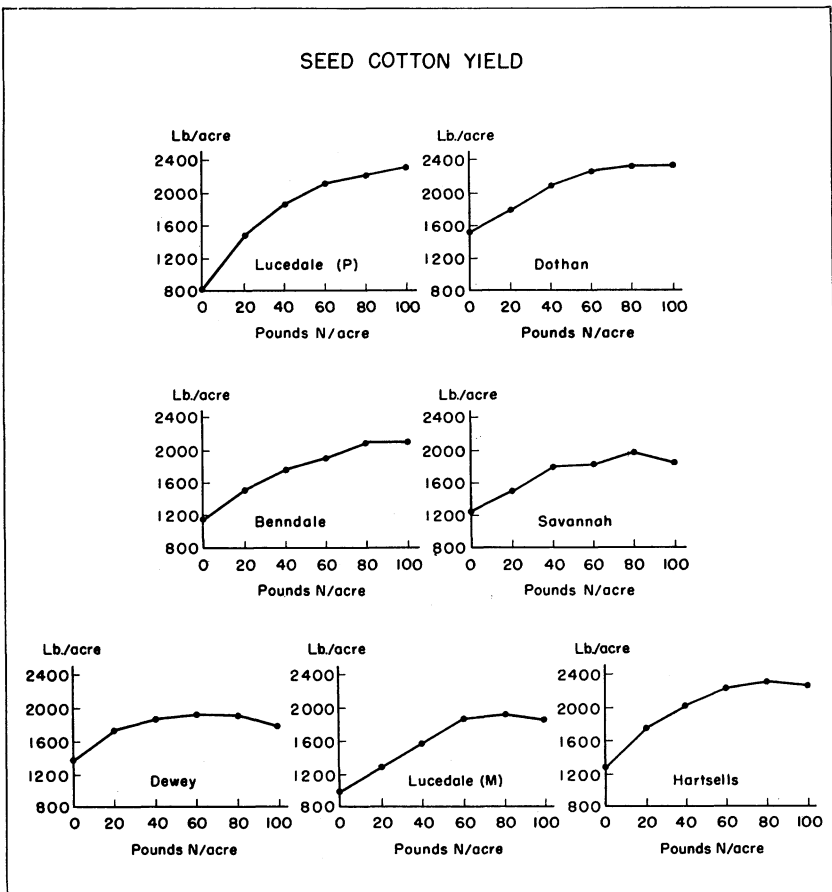 SEED COTTON YIELD
Lb./acre
2400
2000
1600
1200
800
Lucedale (P)
0 20 40 60 80 100
Pounds N/acre
Lb./acre
2400
2000
1600
1200
800
Dothan
0 20 40 60 80 100
Pounds N/acre
Lb./acre
2400
2000
1600
1200
800
Benndale
0 20 40 60 80 100
Pounds N/acre
Lb./acre
2400
2000
1600
1200
800
Savannah
0 20 40 60 80 100
Pounds N/acre
Lb./acre
2400
2000
1600
1200
800
Dewey
0 20 40 60 80 100
Pounds N/acre
Lb./acre
2400
2000
1600
1200
800
Lucedale (M)
0 20 40 60 80 100
Pounds N/acre
Lb./acre
2400
2000
1600
1200
800
Hartsells
0 20 40 60 80 100
Pounds N/acre